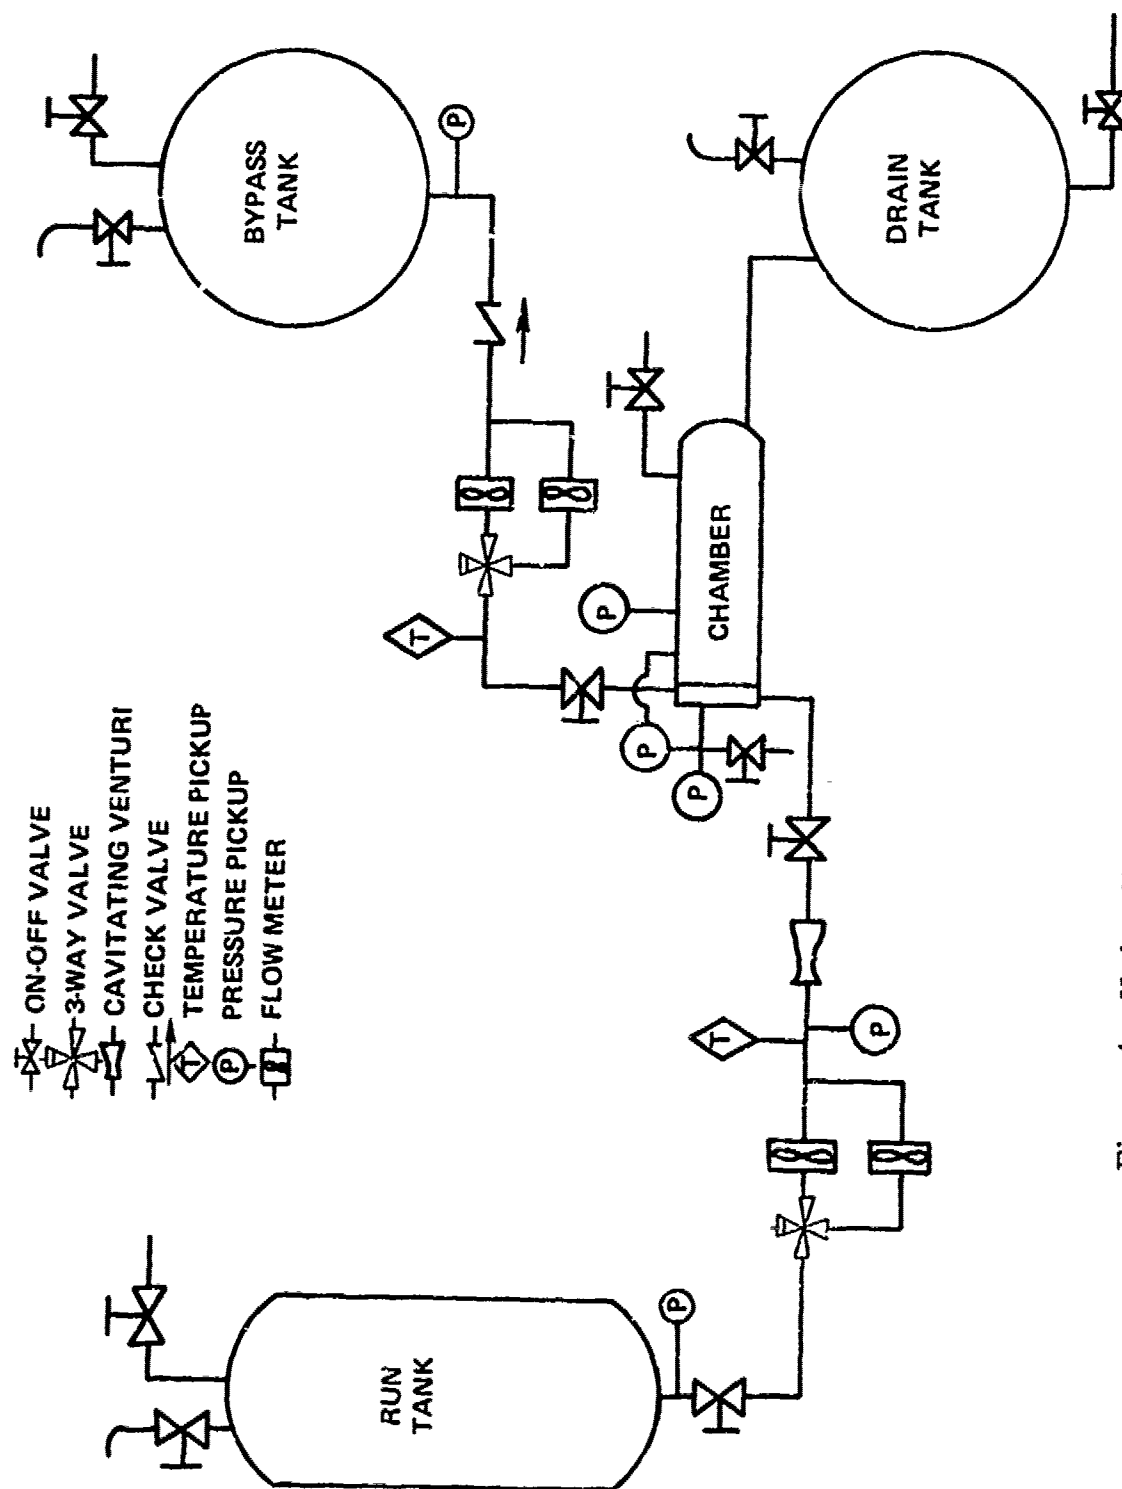 ON-OFF VALVE
3-WAY VALVE
CAVITATING VENTURI
CHECK VALVE
T TEMPERATURE PICKUP
P PRESSURE PICKUP
FLOW METER
RUN
TANK
P
T
P
P
P
P
CHAMBER
T
BYPASS
TANK
P
DRAIN
TANK